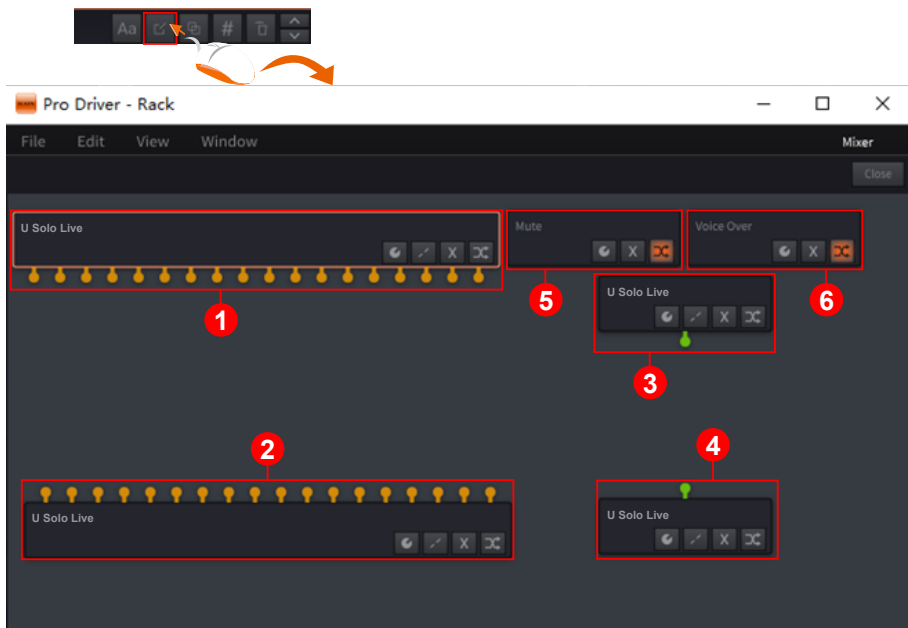 Aa #
Pro Driver - Rack
File Edit View Window Mixer
Close
U Solo Live
Mute
Voice Over
X
X
X
1
5
U Solo Live
6
X
3
2
4
U Solo Live
U Solo Live
X
X